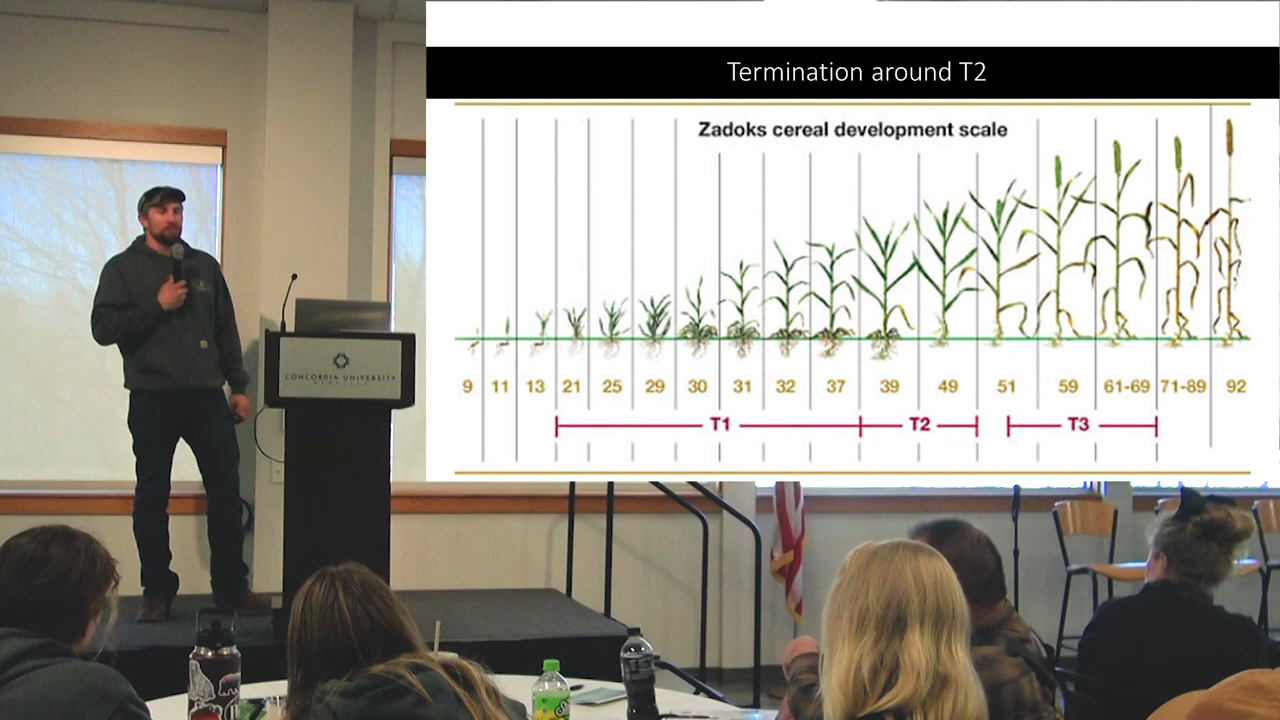 Termination around T2
Zadoks cereal development scale
9 11 13 21 25 29 30 31 32 37 39 49 51 59 61-69 71-89 92
T1 T2 T3
CONCORDIA UNIVERSITY